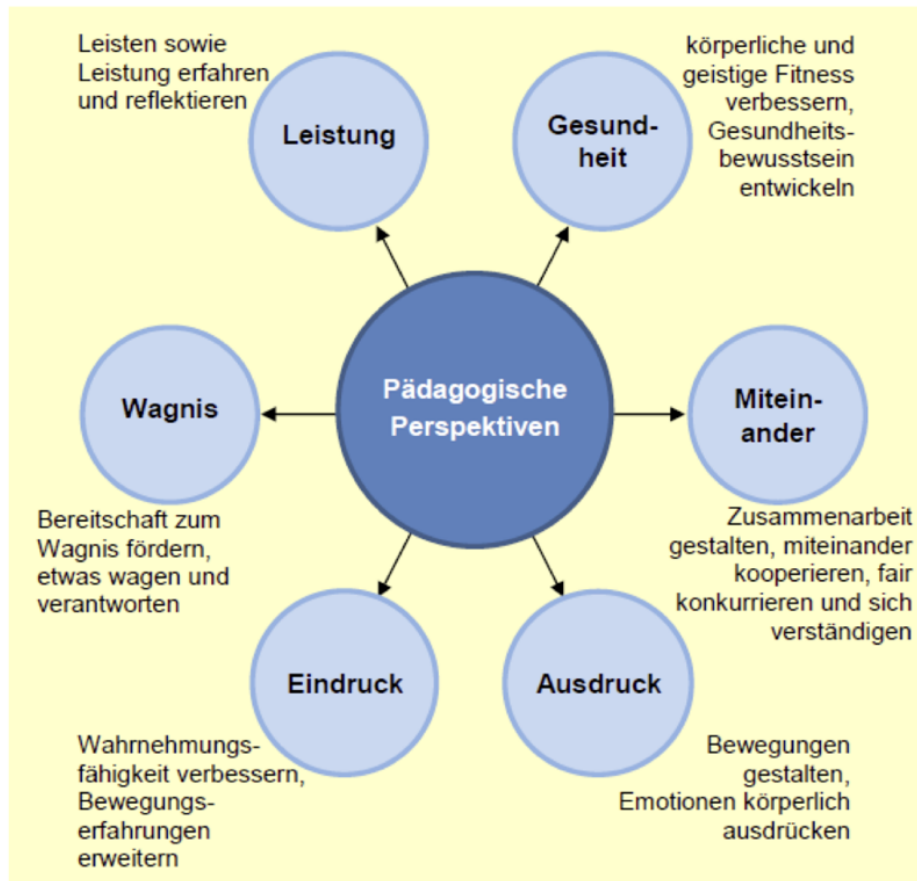 Leisten sowie
Leistung erfahren
und reflektieren
Leistung
Gesund-
heit
körperliche und
geistige Fitness
verbessern,
Gesundheits-
bewusstsein
entwickeln
Pädagogische
Perspektiven
Wagnis
Bereitschaft zum
Wagnis fördern,
etwas wagen und
verantworten
Mitein-
ander
Zusammenarbeit
gestalten, miteinander
kooperieren, fair
konkurrieren und sich
verständigen
Eindruck
Wahrnehmungs-
fähigkeit verbessern,
Bewegungs-
erfahrungen
erweitern
Ausdruck
Bewegungen
gestalten,
Emotionen körperlich
ausdrücken